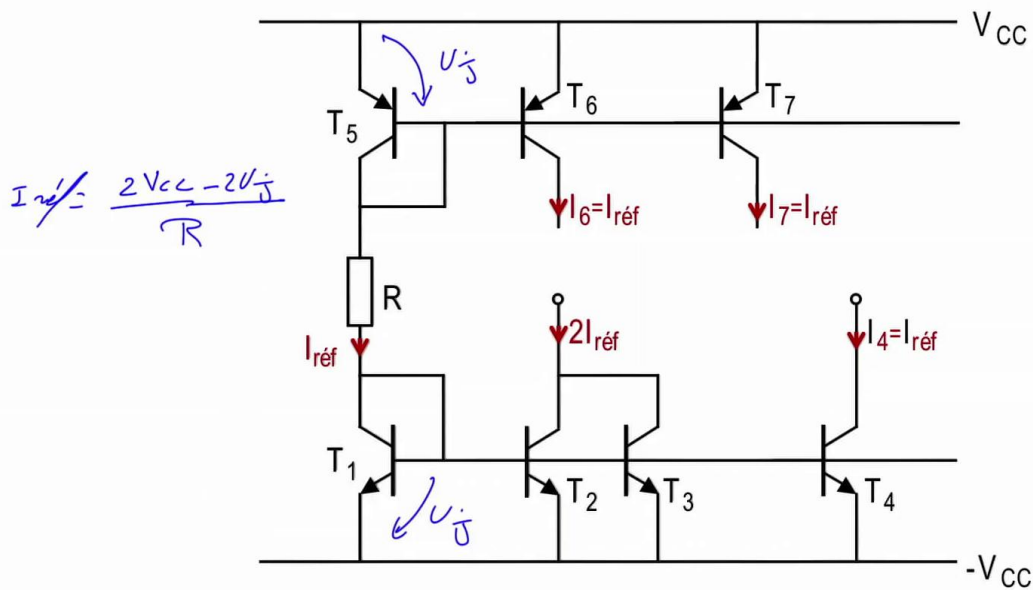 V_CC
U_j
T_5
T_6
T_7
I_réf = (2V_CC - 2U_j) / R
I_6=I_réf
I_7=I_réf
R
I_réf
2I_réf
I_4=I_réf
T_1
U_j
T_2
T_3
T_4
-V_CC